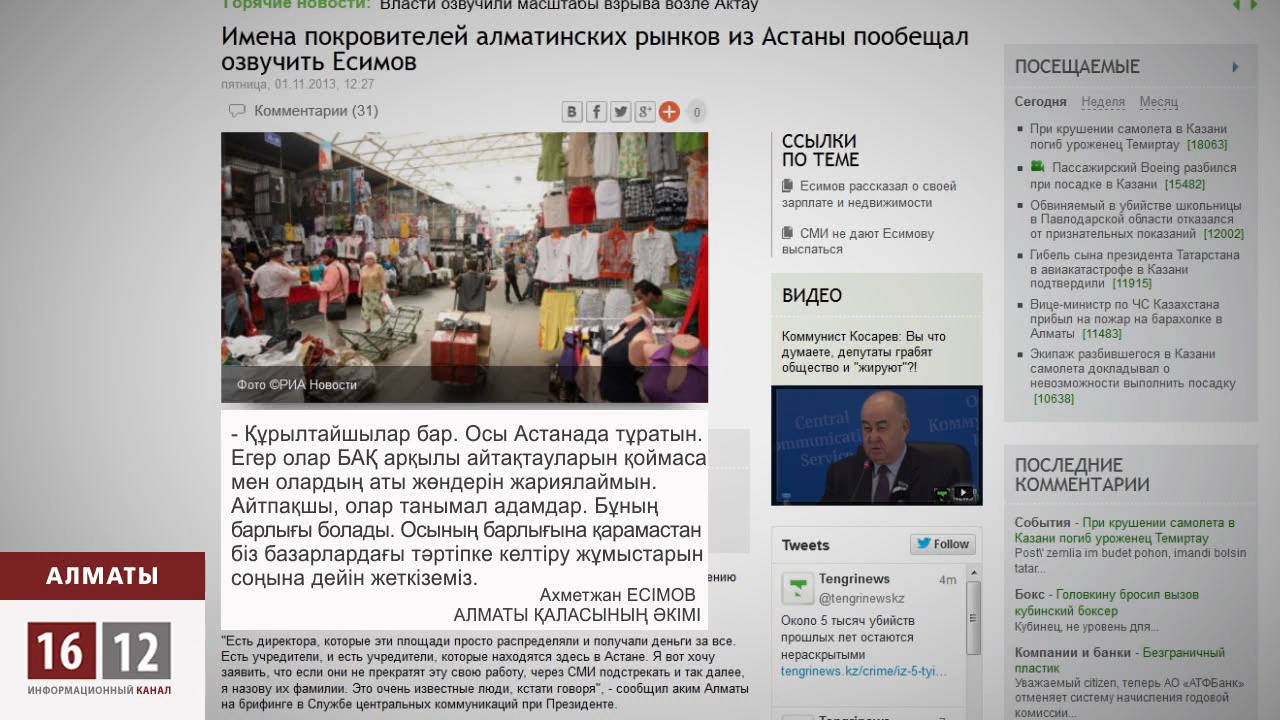 Горячие новости: Власти озвучили масштабы взрыва возле Актау
Имена покровителей алматинских рынков из Астаны пообещал
озвучить Есимов
пятница, 01.11.2013, 12:27
Комментарии (31)
B f g+ + 0
Фото ©РИА Новости
- Құрылтайшылар бар. Осы Астанада тұратын.
Егер олар БАҚ арқылы айтақтауларын қоймаса
мен олардың аты жөндерін жариялаймын.
Айтпақшы, олар танымал адамдар. Бұның
барлығы болады. Осының барлығына қарамастан
біз базарлардағы тәртіпке келтіру жұмыстарын
соңына дейін жеткіземіз.
Ахметжан ЕСІМОВ
АЛМАТЫ ҚАЛАСЫНЫҢ ӘКІМІ
ению
"Есть директора, которые эти площади просто распределяли и получали деньги за все.
Есть учредители, и есть учредители, которые находятся здесь в Астане. Я вот хочу
заявить, что если они не прекратят эту свою работу, через СМИ подстрекать и так далее,
я назову их фамилии. Это очень известные люди, кстати говоря", - сообщил аким Алматы
на брифинге в Службе центральных коммуникаций при Президенте.
ССЫЛКИ
ПО ТЕМЕ
Есимов рассказал о своей
зарплате и недвижимости
СМИ не дают Есимову
выспаться
ВИДЕО
Коммунист Косарев: Вы что
думаете, депутаты грабят
общество и "жируют"?!
Central
Communications
Service
Tweets
Follow
Tengrinews 4m
@tengrinewskz
Около 5 тысяч убийств
прошлых лет остаются
нераскрытыми
tengrinews.kz/crime/iz-5-tyi…
ПОСЕЩАЕМЫЕ
Сегодня Неделя Месяц
При крушении самолета в Казани
погиб уроженец Темиртау [18063]
Пассажирский Boeing разбился
при посадке в Казани [15482]
Обвиняемый в убийстве школьницы
в Павлодарской области отказался
от признательных показаний [12002]
Гибель сына президента Татарстана
в авиакатастрофе в Казани
подтвердили [11915]
Вице-министр по ЧС Казахстана
прибыл на пожар на барахолке в
Алматы [11483]
Экипаж разбившегося в Казани
самолета докладывал о
невозможности выполнить посадку
[10638]
ПОСЛЕДНИЕ
КОММЕНТАРИИ
События - При крушении самолета в
Казани погиб уроженец Темиртау
Postt' zemlia im budet pohon, imandi bolsin
tatar...
Бокс - Головкину бросил вызов
кубинский боксер
Кубинец, не уровень для...
Компании и банки - Безграничный
пластик
Уважаемый citizen, теперь АО «АТФБанк»
отменяет систему начисления годовой
комиссии...
АЛМАТЫ
16 12
ИНФОРМАЦИОННЫЙ КАНАЛ